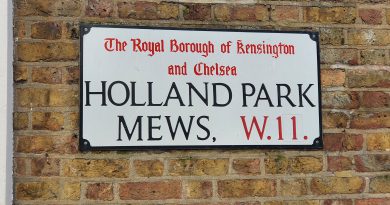 The Royal Borough of Kensington
and Chelsea
HOLLAND PARK
MEWS, W.11.